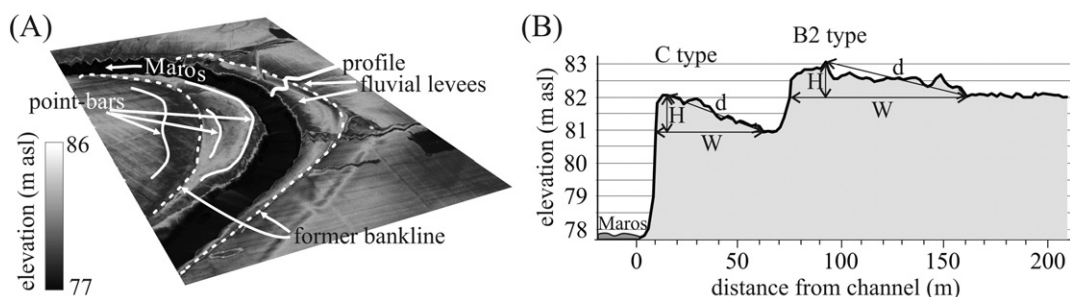 (A)
Maros
profile
fluvial levees
point-bars
former bankline
86
elevation (m asl)
77
(B)
B2 type
C type
elevation (m asl)
83
82
81
80
79
78
H
d
W
H
d
W
Maros
0
50
100
150
200
distance from channel (m)